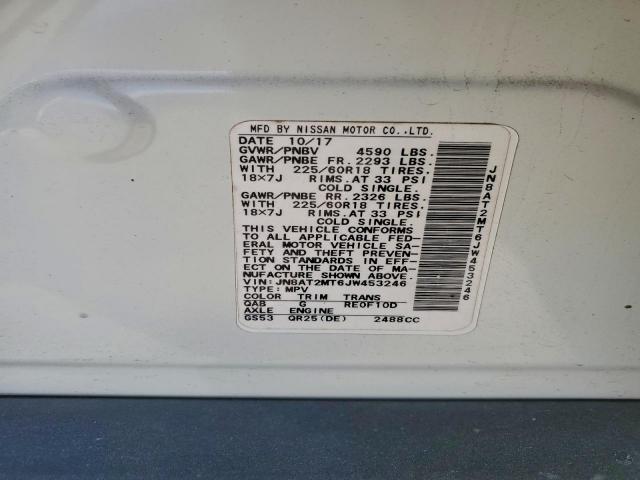 MFD BY NISSAN MOTOR CO.,LTD.
DATE 10/17
GVWR/PNBV 4590 LBS.
GAWR/PNBE FR.2293 LBS.
WITH 225/60R18 TIRES.
18×7J RIMS.AT 33 PSI
COLD SINGLE.
GAWR/PNBE RR.2326 LBS.
WITH 225/60R18 TIRES.
18×7J RIMS.AT 33 PSI
COLD SINGLE.
THIS VEHICLE CONFORMS
TO ALL APPLICABLE FED-
ERAL MOTOR VEHICLE SA-
FETY AND THEFT PREVEN-
TION STANDARDS IN EFF-
ECT ON THE DATE OF MA-
NUFACTURE SHOWN ABOVE.
VIN:JN8AT2MT6JW453246
TYPE:MPV
COLOR TRIM TRANS
QAB G RE0F10D
AXLE ENGINE
GS53 QR25(DE) 2488CC
JN8AT2MT6JW453246